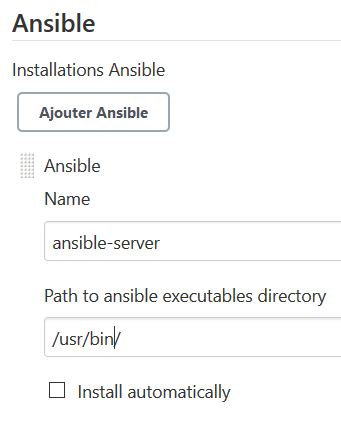 Ansible
Installations Ansible
Ajouter Ansible
Ansible
Name
ansible-server
Path to ansible executables directory
/usr/bin/
Install automatically